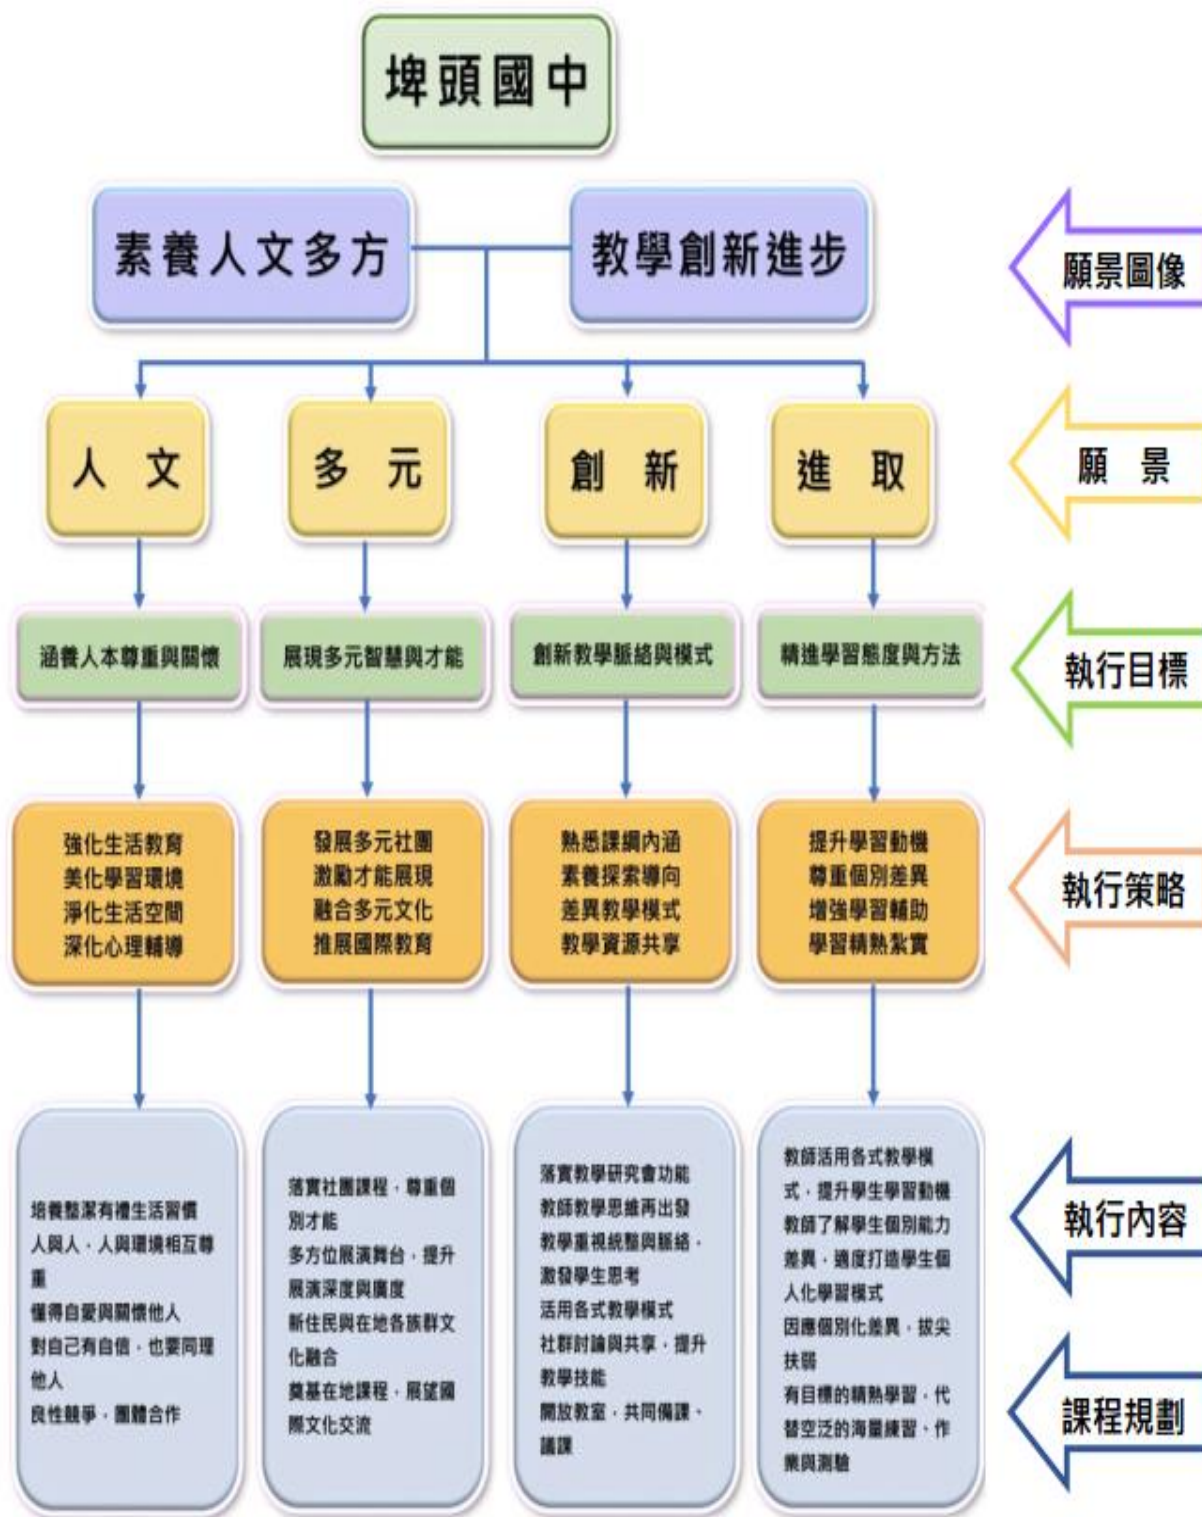 埤頭國中
素養人文多方
教學創新進步
願景圖像
人 文
多 元
創 新
進 取
願 景
涵養人本尊重與關懷
展現多元智慧與才能
創新教學脈絡與模式
精進學習態度與方法
執行目標
強化生活教育
美化學習環境
淨化生活空間
深化心理輔導
發展多元社團
激勵才能展現
融合多元文化
推展國際教育
熟悉課綱內涵
素養探索導向
差異教學模式
教學資源共享
提升學習動機
尊重個別差異
增強學習輔助
學習精熟紮實
執行策略
培養整潔有禮生活習慣
人與人，人與環境相互尊
重
懂得自愛與關懷他人
對自己有自信，也要同理
他人
良性競爭，團體合作
落實社團課程，尊重個
別才能
多方位展演舞台，提升
展演深度與廣度
新住民與在地各族群文
化融合
奠基在地課程，展望國
際文化交流
落實教學研究會功能
教師教學思維再出發
教學重視統整與脈絡，
激發學生思考
活用各式教學模式
社群討論與共享，提升
教學技能
開放教室，共同備課、
議課
教師活用各式教學模
式，提升學生學習動機
教師了解學生個別能力
差異，適度打造學生個
人化學習模式
因應個別化差異，拔尖
扶弱
有目標的精熟學習，代
替空泛的海量練習、作
業與測驗
執行內容
課程規劃